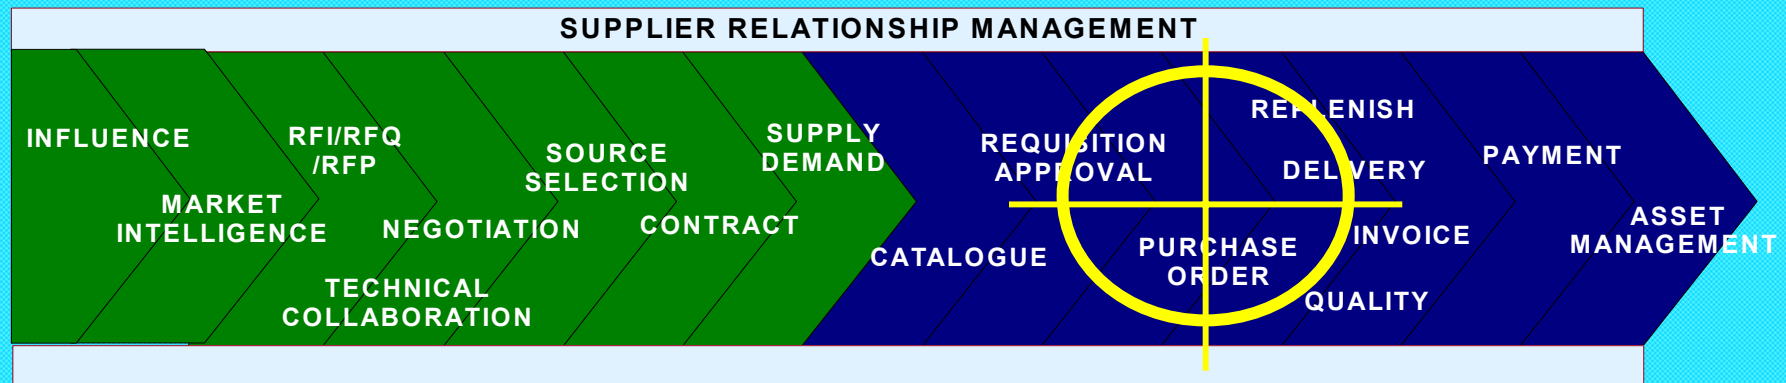 SUPPLIER RELATIONSHIP MANAGEMENT
INFLUENCE
MARKET
INTELLIGENCE
RFI/RFQ
/RFP
TECHNICAL
COLLABORATION
NEGOTIATION
SOURCE
SELECTION
CONTRACT
SUPPLY
DEMAND
CATALOGUE
REQUISITION
APPROVAL
PURCHASE
ORDER
REPLENISH
DELIVERY
INVOICE
QUALITY
PAYMENT
ASSET
MANAGEMENT